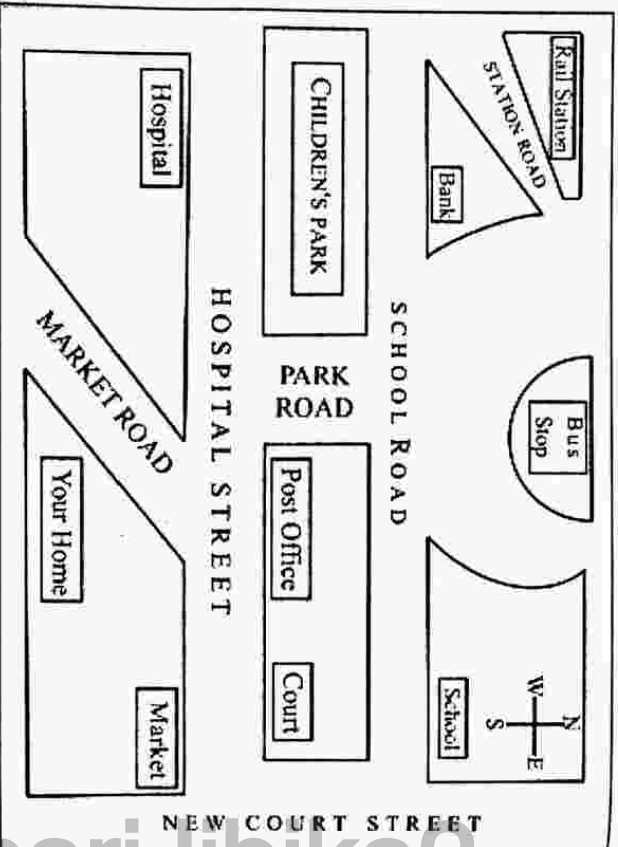 Rail Station
STATION ROAD
Bank
Bus
Stop
N
W
E
S
School
SCHOOL ROAD
CHILDREN'S PARK
PARK
ROAD
Post Office
Court
HOSPITAL STREET
Hospital
MARKET ROAD
Your Home
Market
NEW COURT STREET